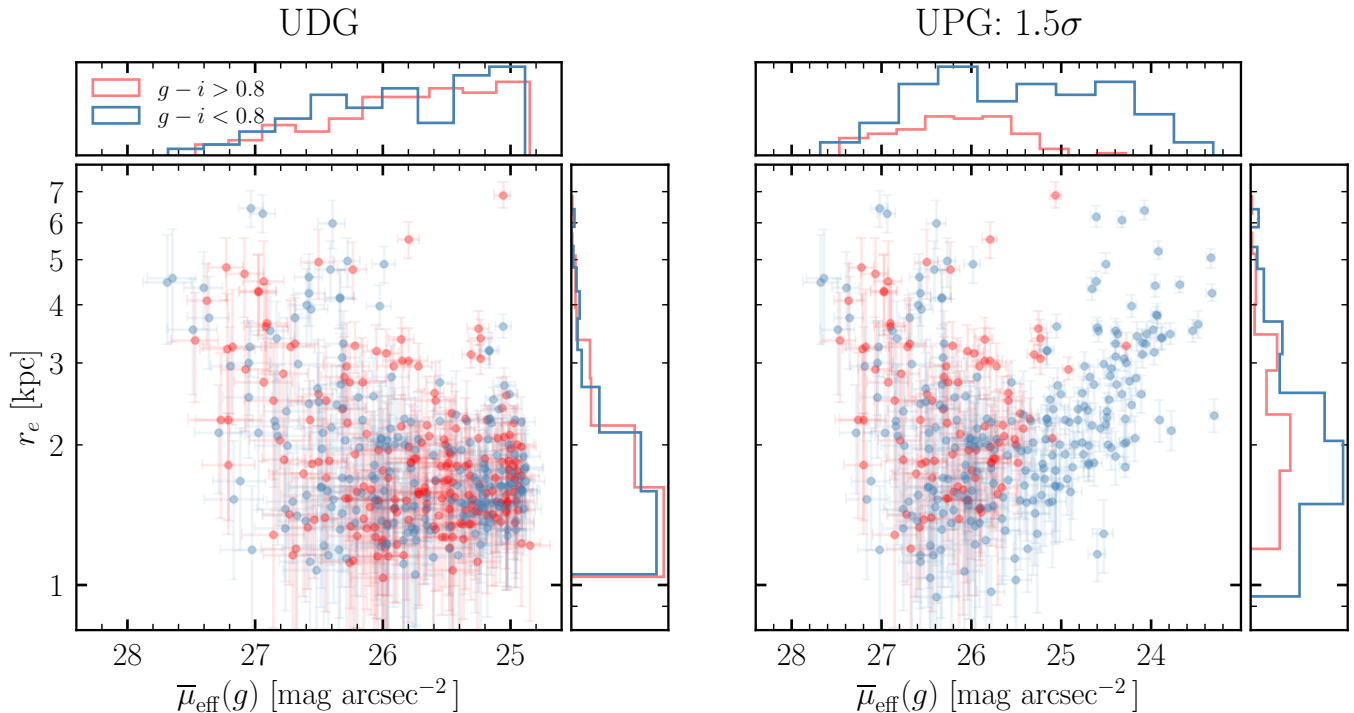 UDG
UPG: 1.5σ
g − i > 0.8
g − i < 0.8
7
6
5
4
3
2
1
r_e [kpc]
28 27 26 25
28 27 26 25 24
μ̅_eff(g) [mag arcsec⁻²]
μ̅_eff(g) [mag arcsec⁻²]